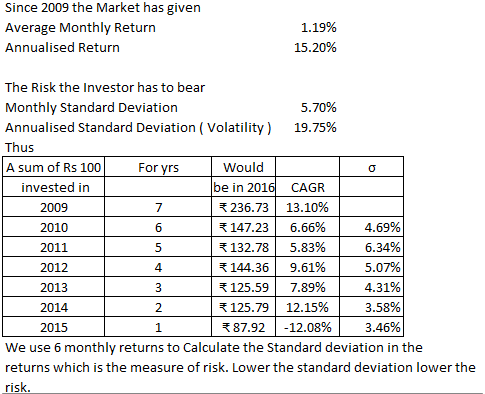 Since 2009 the Market has given
Average Monthly Return 1.19%
Annualised Return 15.20%
The Risk the Investor has to bear
Monthly Standard Deviation 5.70%
Annualised Standard Deviation ( Volatility ) 19.75%
Thus
A sum of Rs 100 For yrs Would σ
invested in be in 2016 CAGR
2009 7 ₹ 236.73 13.10%
2010 6 ₹ 147.23 6.66% 4.69%
2011 5 ₹ 132.78 5.83% 6.34%
2012 4 ₹ 144.36 9.61% 5.07%
2013 3 ₹ 125.59 7.89% 4.31%
2014 2 ₹ 125.79 12.15% 3.58%
2015 1 ₹ 87.92 -12.08% 3.46%
We use 6 monthly returns to Calculate the Standard deviation in the
returns which is the measure of risk. Lower the standard deviation lower the
risk.